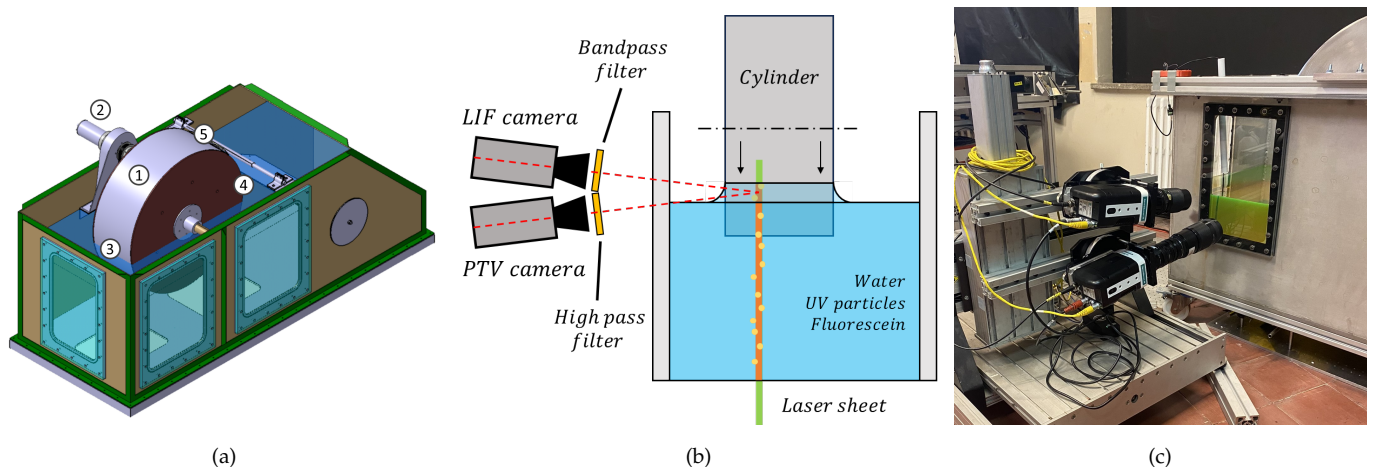 ②
①
⑤
④
③
(a)
Bandpass
filter
LIF camera
PTV camera
High pass
filter
Cylinder
Water
UV particles
Fluorescein
Laser sheet
(b)
(c)